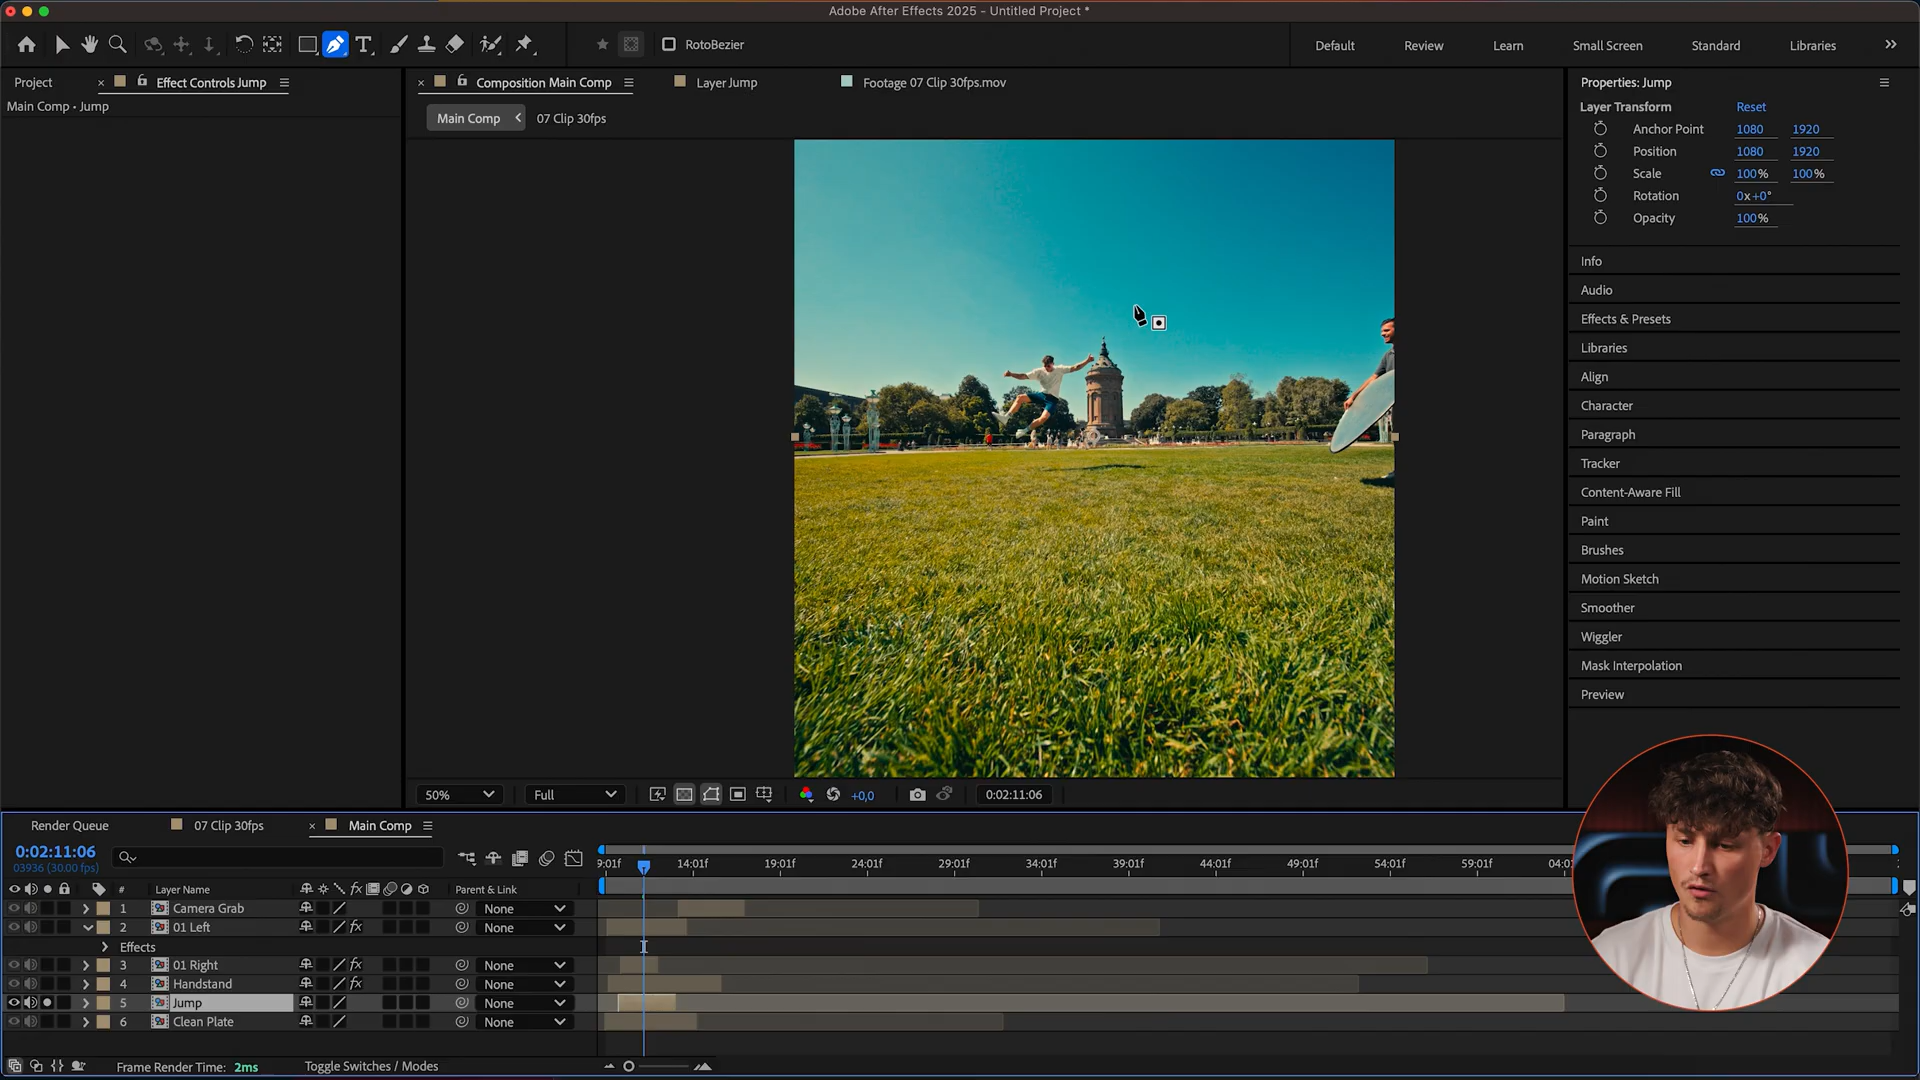 Adobe After Effects 2025 - Untitled Project *
RotoBezier
Default
Review
Learn
Small Screen
Standard
Libraries
Project
Effect Controls Jump
Main Comp • Jump
Composition Main Comp
Layer Jump
Footage 07 Clip 30fps.mov
Main Comp
07 Clip 30fps
Properties: Jump
Layer Transform Reset
Anchor Point 1080 1920
Position 1080 1920
Scale 100% 100%
Rotation 0x+0°
Opacity 100%
Info
Audio
Effects & Presets
Libraries
Align
Character
Paragraph
Tracker
Content-Aware Fill
Paint
Brushes
Motion Sketch
Smoother
Wiggler
Mask Interpolation
Preview
50%
Full
+0,0
0:02:11:06
Render Queue
07 Clip 30fps
Main Comp
0:02:11:06
03936 (30.00 fps)
9:01f 14:01f 19:01f 24:01f 29:01f 34:01f 39:01f 44:01f 49:01f 54:01f 59:01f 04:0
# Layer Name fx Parent & Link
1 Camera Grab None
2 01 Left fx None
Effects
3 01 Right fx None
4 Handstand fx None
5 Jump None
6 Clean Plate None
Frame Render Time: 2ms
Toggle Switches / Modes